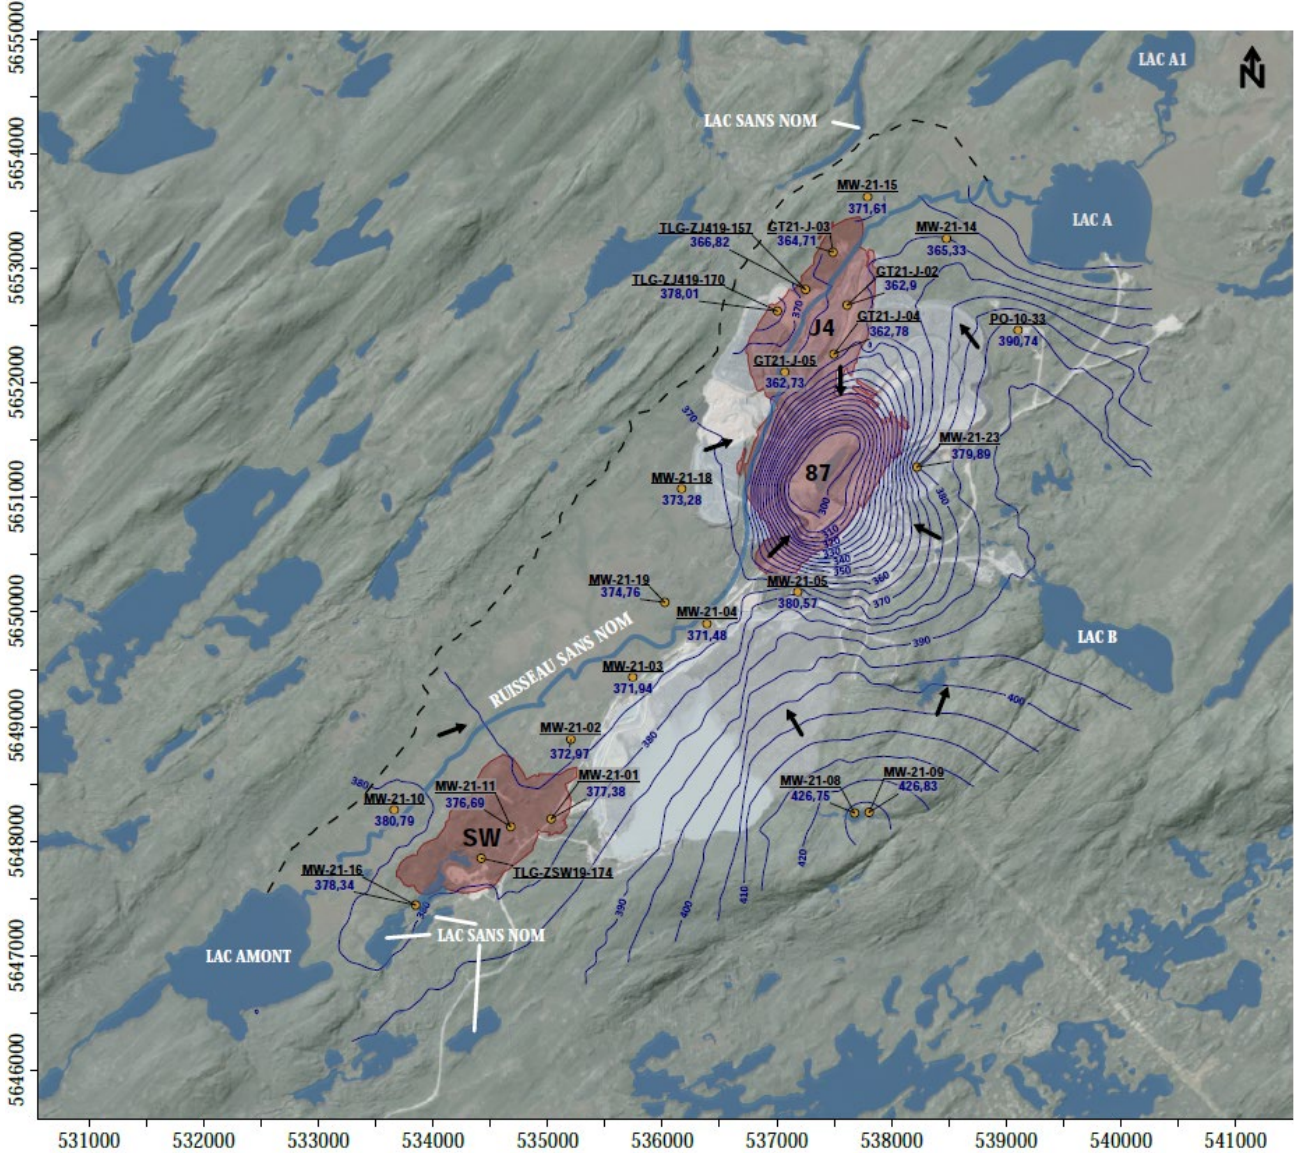 5655000
5654000
5653000
5652000
5651000
5650000
5649000
5648000
5647000
5646000
531000
532000
533000
534000
535000
536000
537000
538000
539000
540000
541000
N
LAC A1
LAC SANS NOM
MW-21-15
371,61
LAC A
TLG-ZJ419-157
366,82
GT21-J-03
364,71
MW-21-14
365,33
TLG-ZJ419-170
378,01
GT21-J-02
362,9
370
J4
GT21-J-04
362,78
PO-10-33
390,74
GT21-J-05
362,73
370
MW-21-23
379,89
87
MW-21-18
373,28
380
300
310
320
330
340
350
360
370
MW-21-19
374,76
MW-21-05
380,57
MW-21-04
371,48
390
LAC B
RUISSEAU SANS NOM
MW-21-03
371,94
400
MW-21-02
372,97
380
MW-21-01
377,38
MW-21-11
376,69
380
MW-21-10
380,79
MW-21-08
426,75
MW-21-09
426,83
SW
TLG-ZSW19-174
420
MW-21-16
378,34
380
390
400
410
LAC SANS NOM
LAC AMONT